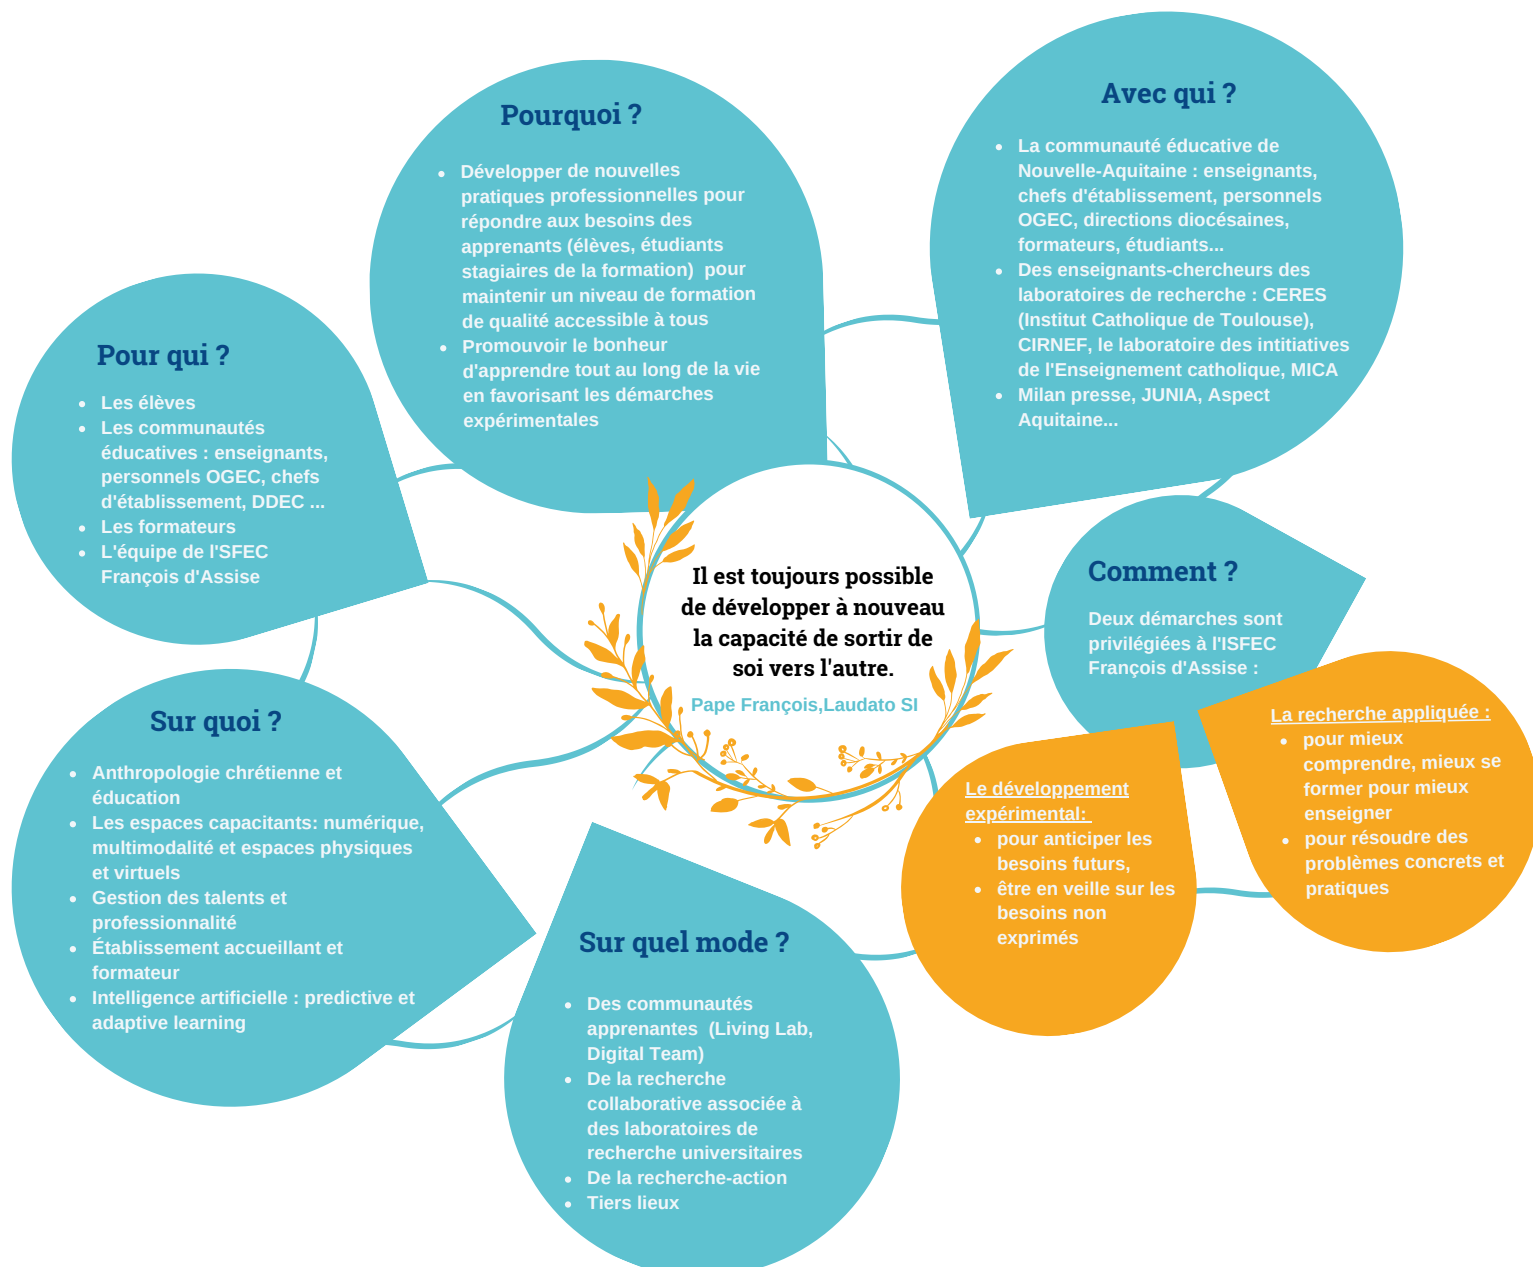 Pourquoi ?
Développer de nouvelles
pratiques professionnelles pour
répondre aux besoins des
apprenants (élèves, étudiants
stagiaires de la formation)  pour
maintenir un niveau de formation
de qualité accessible à tous
Promouvoir le bonheur
d'apprendre tout au long de la vie
en favorisant les démarches
expérimentales
Avec qui ?
La communauté éducative de
Nouvelle-Aquitaine : enseignants,
chefs d'établissement, personnels
OGEC, directions diocésaines,
formateurs, étudiants...
Des enseignants-chercheurs des
laboratoires de recherche : CERES
(Institut Catholique de Toulouse),
CIRNEF, le laboratoire des intitiatives
de l'Enseignement catholique, MICA
Milan presse, JUNIA, Aspect
Aquitaine...
Pour qui ?
Les élèves
Les communautés
éducatives : enseignants,
personnels OGEC, chefs
d'établissement, DDEC ...
Les formateurs
L'équipe de l'SFEC
François d'Assise
Il est toujours possible
de développer à nouveau
la capacité de sortir de
soi vers l'autre.
Pape François,Laudato SI
Comment ?
Deux démarches sont
privilégiées à l'ISFEC
François d'Assise :
La recherche appliquée :
pour mieux
comprendre, mieux se
former pour mieux
enseigner
pour résoudre des
problèmes concrets et
pratiques
Le développement
expérimental:
pour anticiper les
besoins futurs,
être en veille sur les
besoins non
exprimés
Sur quoi ?
Anthropologie chrétienne et
éducation
Les espaces capacitants: numérique,
multimodalité et espaces physiques
et virtuels
Gestion des talents et
professionnalité
Établissement accueillant et
formateur
Intelligence artificielle : predictive et
adaptive learning
Sur quel mode ?
Des communautés
apprenantes  (Living Lab,
Digital Team)
De la recherche
collaborative associée à
des laboratoires de
recherche universitaires
De la recherche-action
Tiers lieux